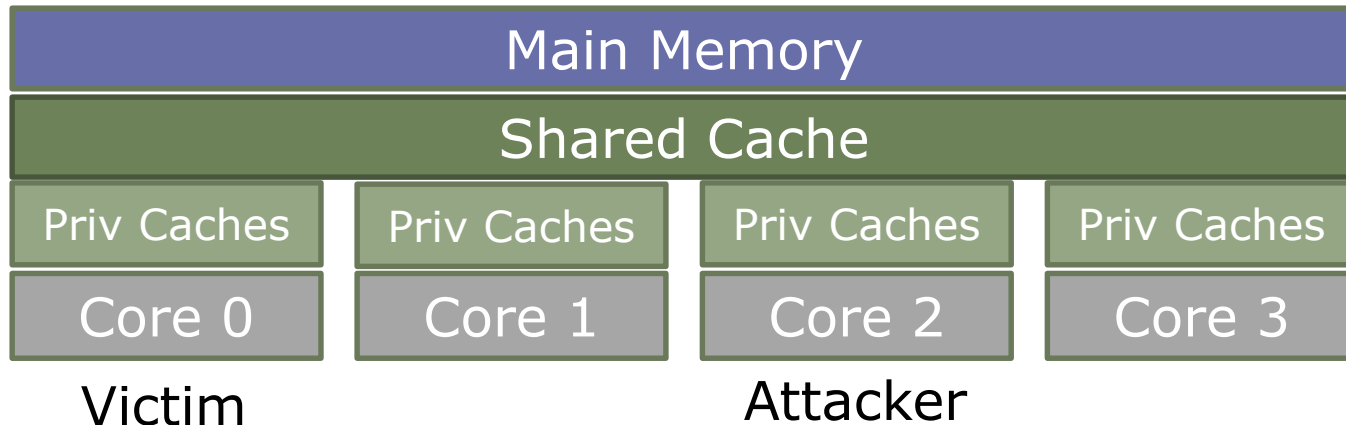 Main Memory
Shared Cache
Priv Caches Priv Caches Priv Caches Priv Caches
Core 0 Core 1 Core 2 Core 3
Victim Attacker